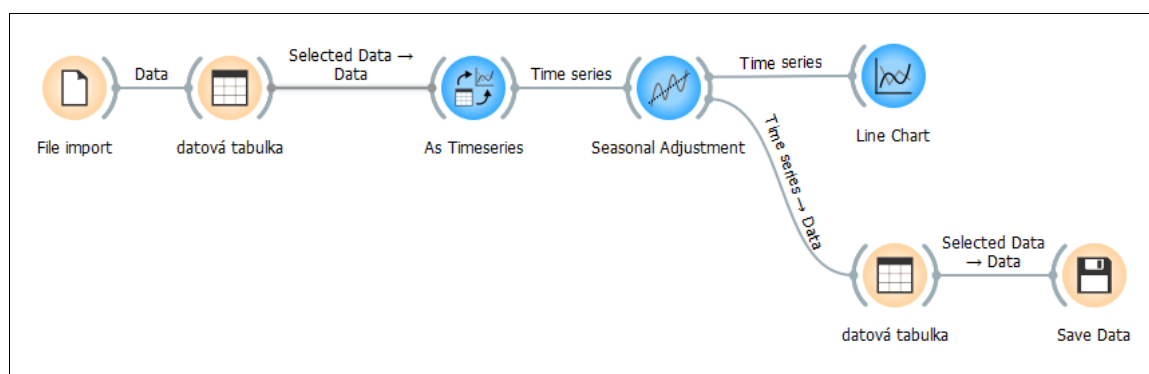 Data
Selected Data →
Data
Time series
Time series
File import
datová tabulka
As Timeseries
Seasonal Adjustment
Line Chart
Time series → Data
Selected Data
→ Data
datová tabulka
Save Data